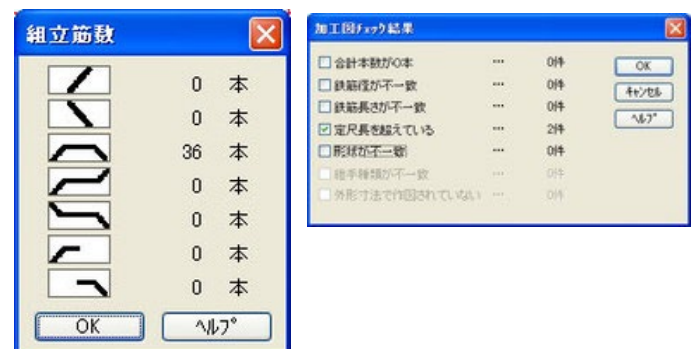 組立筋数
0 本
0 本
36 本
0 本
0 本
0 本
0 本
OK ヘルプ
加工図チェック結果
合計本数が0本 … 0件
鉄筋径が不一致 … 0件
鉄筋長さが不一致 … 0件
定尺長を超えている … 2件
形状が不一致 … 0件
継手種類が不一致 … 0件
外形寸法で作図されていない … 0件
OK
キャンセル
ヘルプ